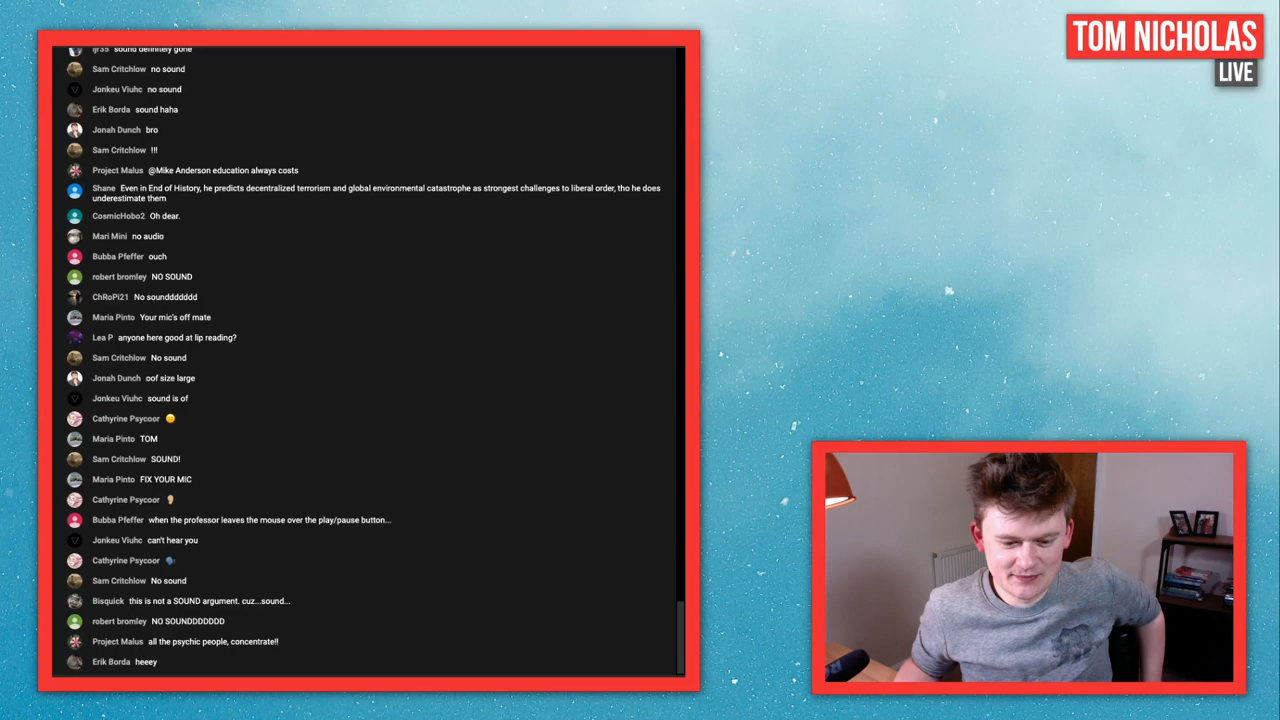 TOM NICHOLAS
LIVE
ljr35 sound definitely gone
Sam Critchlow no sound
Jonkeu Viuhc no sound
Erik Borda sound haha
Jonah Dunch bro
Sam Critchlow !!!
Project Malus @Mike Anderson education always costs
Shane Even in End of History, he predicts decentralized terrorism and global environmental catastrophe as strongest challenges to liberal order, tho he does
underestimate them
CosmicHobo2 Oh dear.
Mari Mini no audio
Bubba Pfeffer ouch
robert bromley NO SOUND
ChRoPi21 No sounddddddd
Maria Pinto Your mic's off mate
Lea P anyone here good at lip reading?
Sam Critchlow No sound
Jonah Dunch oof size large
Jonkeu Viuhc sound is of
Cathyrine Psycoor
Maria Pinto TOM
Sam Critchlow SOUND!
Maria Pinto FIX YOUR MIC
Cathyrine Psycoor
Bubba Pfeffer when the professor leaves the mouse over the play/pause button...
Jonkeu Viuhc can't hear you
Cathyrine Psycoor
Sam Critchlow No sound
Bisquick this is not a SOUND argument. cuz...sound...
robert bromley NO SOUNDDDDDDD
Project Malus all the psychic people, concentrate!!
Erik Borda heeey